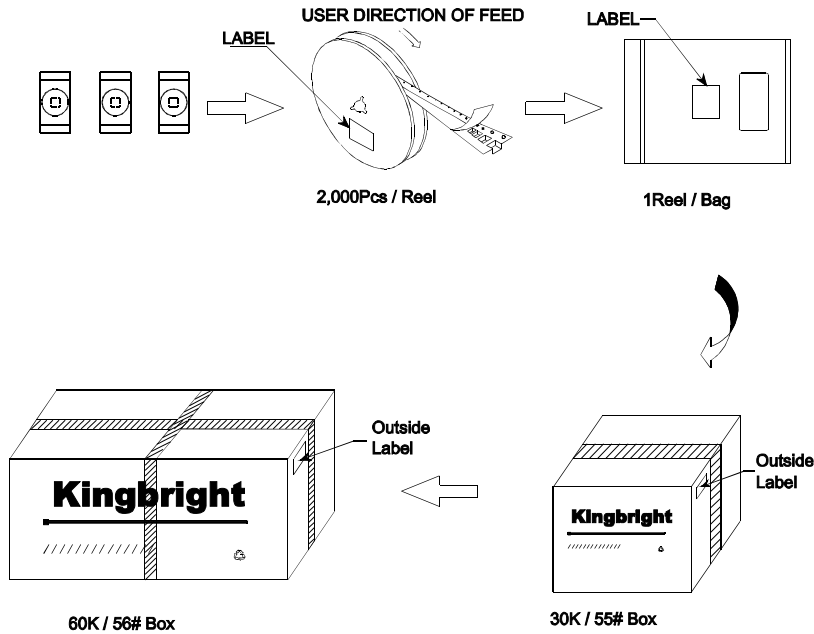 USER DIRECTION OF FEED
LABEL
LABEL
2,000Pcs / Reel
1Reel / Bag
Outside
Label
Kingbright
60K / 56# Box
Outside
Label
Kingbright
30K / 55# Box